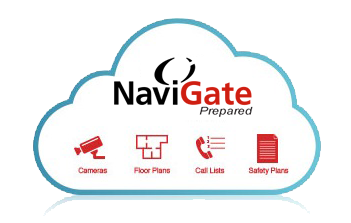 NaviGate
Prepared
Cameras Floor Plans Call Lists Safety Plans